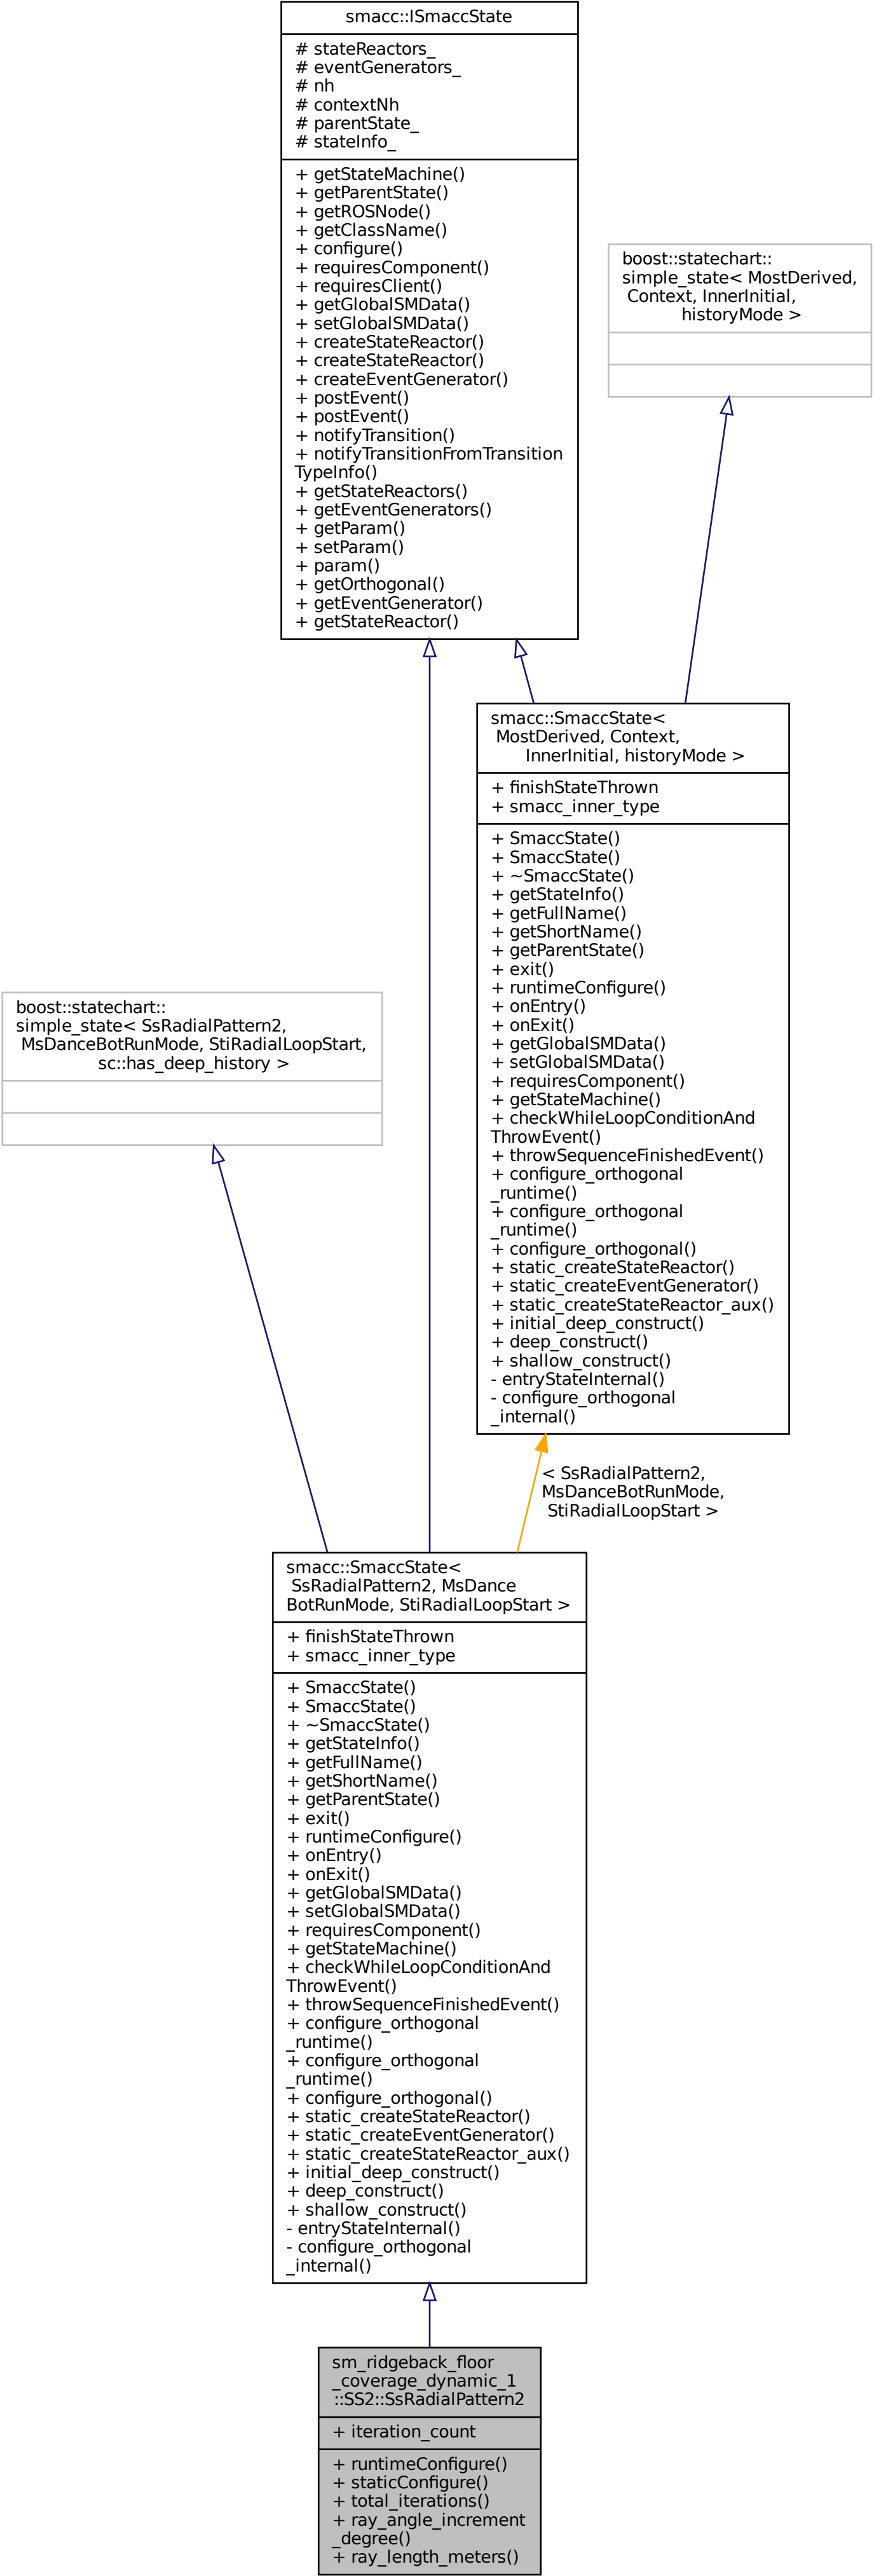 smacc::ISmaccState
# stateReactors_
# eventGenerators_
# nh
# contextNh
# parentState_
# stateInfo_
+ getStateMachine()
+ getParentState()
+ getROSNode()
+ getClassName()
+ configure()
+ requiresComponent()
+ requiresClient()
+ getGlobalSMData()
+ setGlobalSMData()
+ createStateReactor()
+ createStateReactor()
+ createEventGenerator()
+ postEvent()
+ postEvent()
+ notifyTransition()
+ notifyTransitionFromTransition
TypeInfo()
+ getStateReactors()
+ getEventGenerators()
+ getParam()
+ setParam()
+ param()
+ getOrthogonal()
+ getEventGenerator()
+ getStateReactor()
boost::statechart::
simple_state< MostDerived,
Context, InnerInitial,
historyMode >
smacc::SmaccState<
MostDerived, Context,
InnerInitial, historyMode >
+ finishStateThrown
+ smacc_inner_type
+ SmaccState()
+ SmaccState()
+ ~SmaccState()
+ getStateInfo()
+ getFullName()
+ getShortName()
+ getParentState()
+ exit()
+ runtimeConfigure()
+ onEntry()
+ onExit()
+ getGlobalSMData()
+ setGlobalSMData()
+ requiresComponent()
+ getStateMachine()
+ checkWhileLoopConditionAnd
ThrowEvent()
+ throwSequenceFinishedEvent()
+ configure_orthogonal
_runtime()
+ configure_orthogonal
_runtime()
+ configure_orthogonal()
+ static_createStateReactor()
+ static_createEventGenerator()
+ static_createStateReactor_aux()
+ initial_deep_construct()
+ deep_construct()
+ shallow_construct()
- entryStateInternal()
- configure_orthogonal
_internal()
boost::statechart::
simple_state< SsRadialPattern2,
MsDanceBotRunMode, StiRadialLoopStart,
sc::has_deep_history >
< SsRadialPattern2,
MsDanceBotRunMode,
StiRadialLoopStart >
smacc::SmaccState<
SsRadialPattern2, MsDance
BotRunMode, StiRadialLoopStart >
+ finishStateThrown
+ smacc_inner_type
+ SmaccState()
+ SmaccState()
+ ~SmaccState()
+ getStateInfo()
+ getFullName()
+ getShortName()
+ getParentState()
+ exit()
+ runtimeConfigure()
+ onEntry()
+ onExit()
+ getGlobalSMData()
+ setGlobalSMData()
+ requiresComponent()
+ getStateMachine()
+ checkWhileLoopConditionAnd
ThrowEvent()
+ throwSequenceFinishedEvent()
+ configure_orthogonal
_runtime()
+ configure_orthogonal
_runtime()
+ configure_orthogonal()
+ static_createStateReactor()
+ static_createEventGenerator()
+ static_createStateReactor_aux()
+ initial_deep_construct()
+ deep_construct()
+ shallow_construct()
- entryStateInternal()
- configure_orthogonal
_internal()
sm_ridgeback_floor
_coverage_dynamic_1
::SS2::SsRadialPattern2
+ iteration_count
+ runtimeConfigure()
+ staticConfigure()
+ total_iterations()
+ ray_angle_increment
_degree()
+ ray_length_meters()